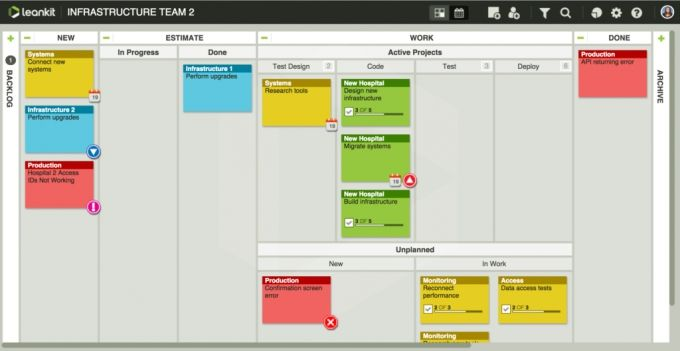 leankit INFRASTRUCTURE TEAM 2
NEW
ESTIMATE
WORK
DONE
1
BACKLOG
ARCHIVE
In Progress
Done
Active Projects
Test Design 2
Code
Test 3
Deploy 6
Systems
Connect new
systems
19
Infrastructure 2
Perform upgrades
Production
Hospital 2 Access
IDs Not Working
Infrastructure 1
Perform upgrades
Systems
Research tools
19
New Hospital
Design new
infrastructure
3 OF 5
New Hospital
Migrate systems
19
New Hospital
Build infrastructure
3 OF 5
Production
API returning error
Unplanned
New
In Work
Production
Confirmation screen
error
Monitoring
Reconnect
performance
2 OF 3
Access
Data access tests
2 OF 3
Monitoring